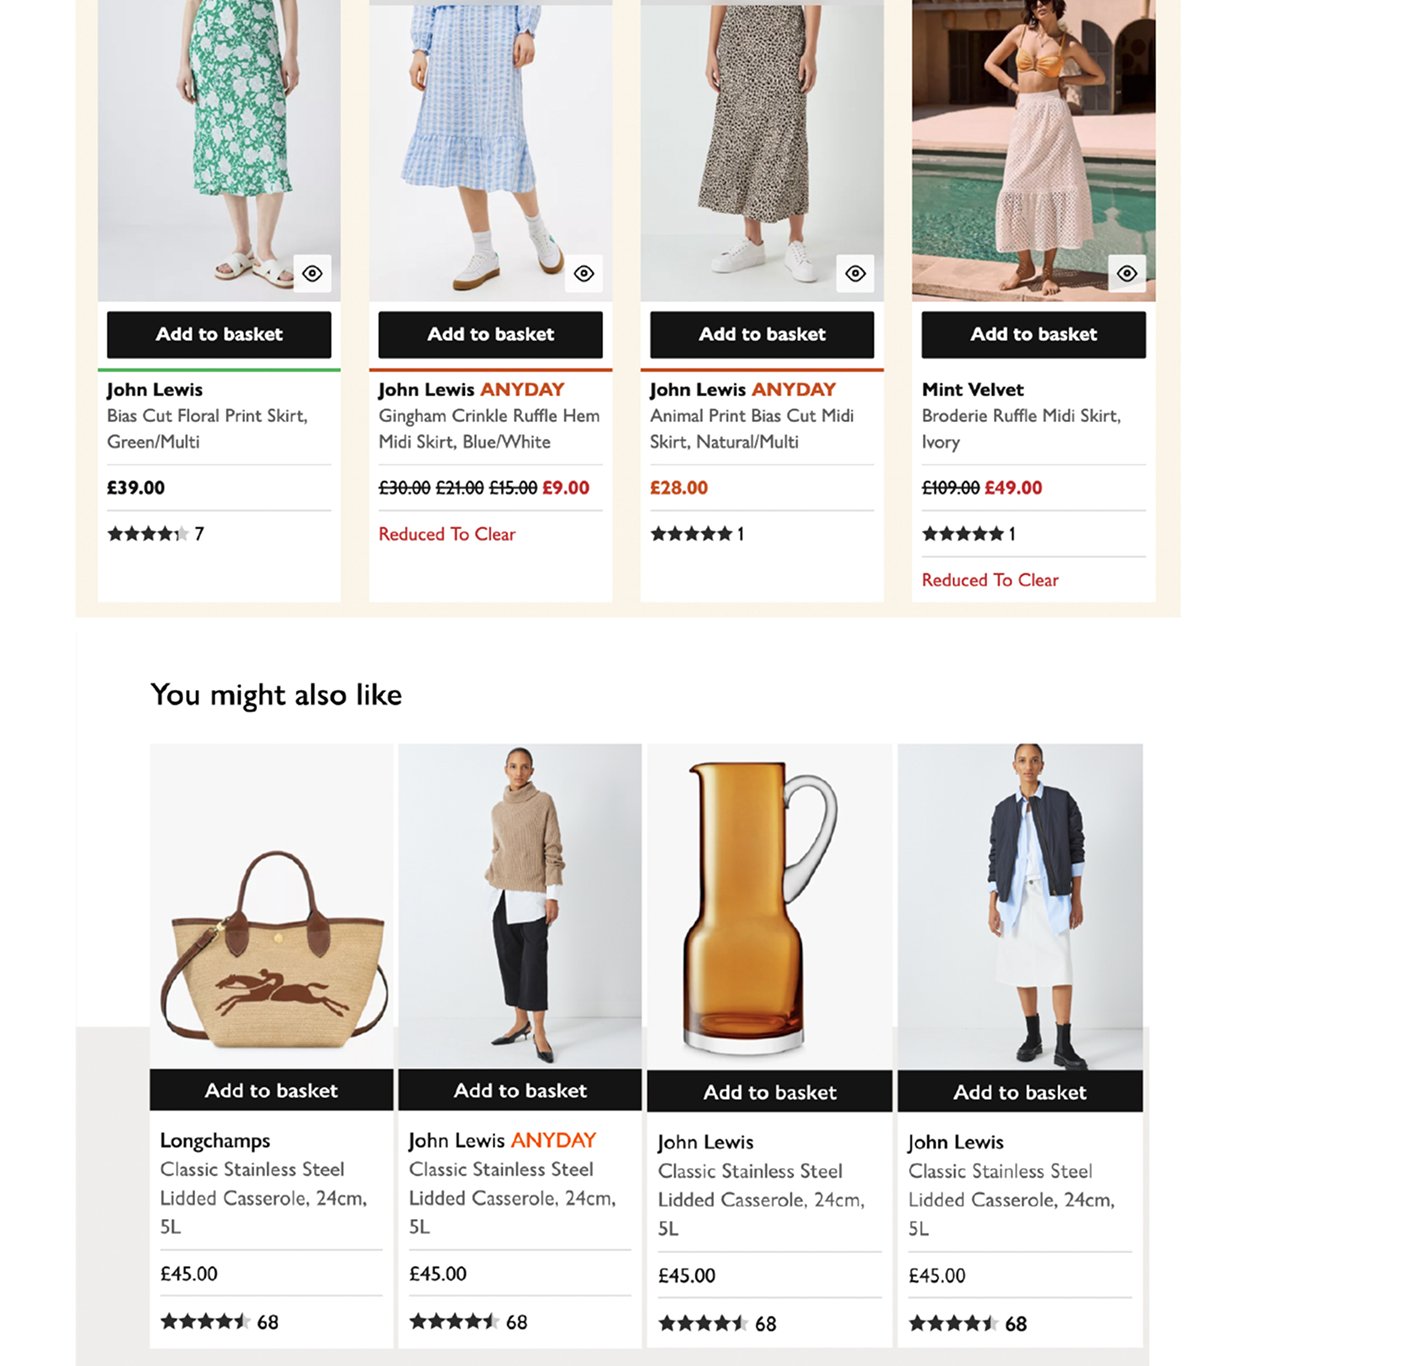 Add to basket
Add to basket
Add to basket
Add to basket
John Lewis
Bias Cut Floral Print Skirt,
Green/Multi
£39.00
7
John Lewis ANYDAY
Gingham Crinkle Ruffle Hem
Midi Skirt, Blue/White
£30.00 £21.00 £15.00 £9.00
Reduced To Clear
John Lewis ANYDAY
Animal Print Bias Cut Midi
Skirt, Natural/Multi
£28.00
1
Mint Velvet
Broderie Ruffle Midi Skirt,
Ivory
£109.00 £49.00
1
Reduced To Clear
You might also like
Add to basket
Add to basket
Add to basket
Add to basket
Longchamps
Classic Stainless Steel
Lidded Casserole, 24cm,
5L
£45.00
68
John Lewis ANYDAY
Classic Stainless Steel
Lidded Casserole, 24cm,
5L
£45.00
68
John Lewis
Classic Stainless Steel
Lidded Casserole, 24cm,
5L
£45.00
68
John Lewis
Classic Stainless Steel
Lidded Casserole, 24cm,
5L
£45.00
68